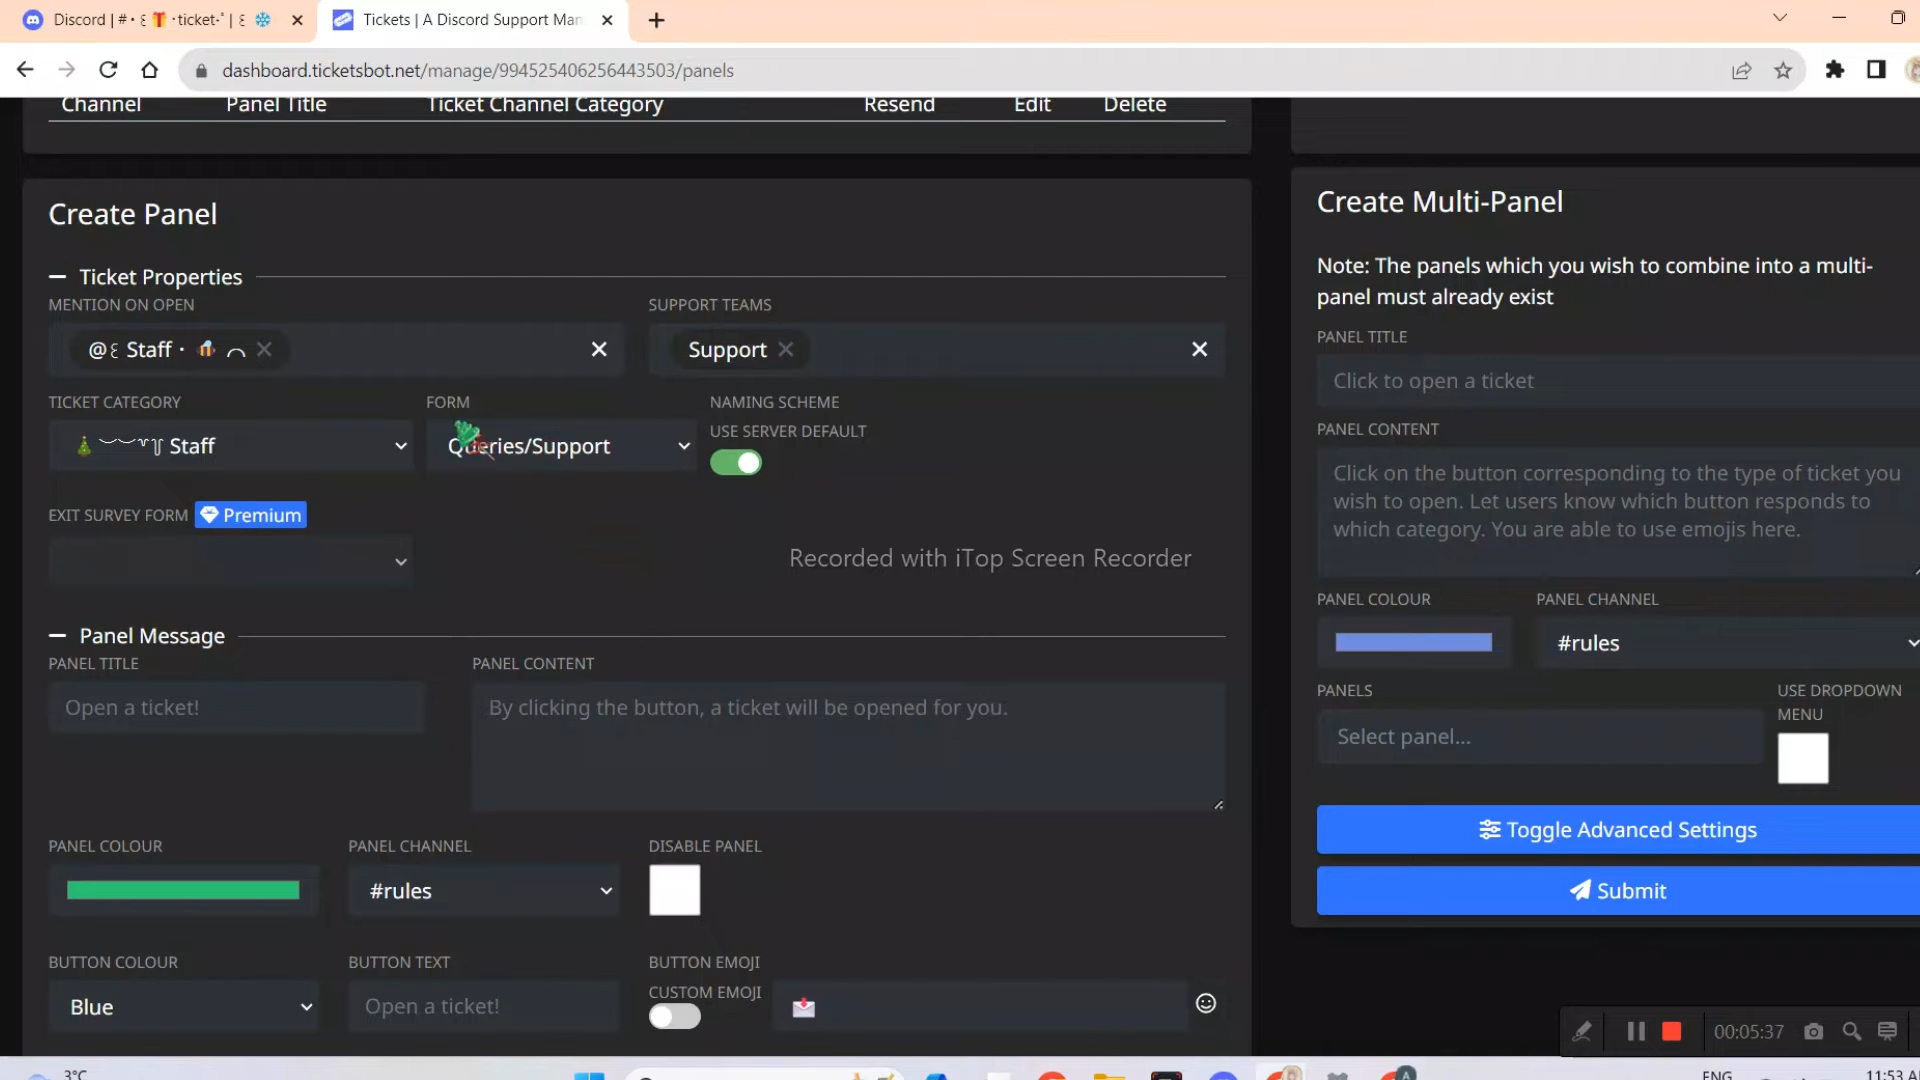 Discord | # • ꒰ 🎁 · ticket-˚ | ꒰ ❄️
Tickets | A Discord Support Man
dashboard.ticketsbot.net/manage/994525406256443503/panels
Channel Panel Title Ticket Channel Category Resend Edit Delete
Create Panel
Ticket Properties
MENTION ON OPEN SUPPORT TEAMS
@꒰ Staff · 🐝 Support
TICKET CATEGORY FORM NAMING SCHEME
USE SERVER DEFAULT
🎄 Staff Queries/Support
EXIT SURVEY FORM Premium
Recorded with iTop Screen Recorder
Panel Message
PANEL TITLE PANEL CONTENT
Open a ticket! By clicking the button, a ticket will be opened for you.
PANEL COLOUR PANEL CHANNEL DISABLE PANEL
#rules
BUTTON COLOUR BUTTON TEXT BUTTON EMOJI
CUSTOM EMOJI
Blue Open a ticket! 📩
Create Multi-Panel
Note: The panels which you wish to combine into a multi-
panel must already exist
PANEL TITLE
Click to open a ticket
PANEL CONTENT
Click on the button corresponding to the type of ticket you
wish to open. Let users know which button responds to
which category. You are able to use emojis here.
PANEL COLOUR PANEL CHANNEL
#rules
PANELS USE DROPDOWN
MENU
Select panel...
Toggle Advanced Settings
Submit
00:05:37
3°C
ENG 11:53 A